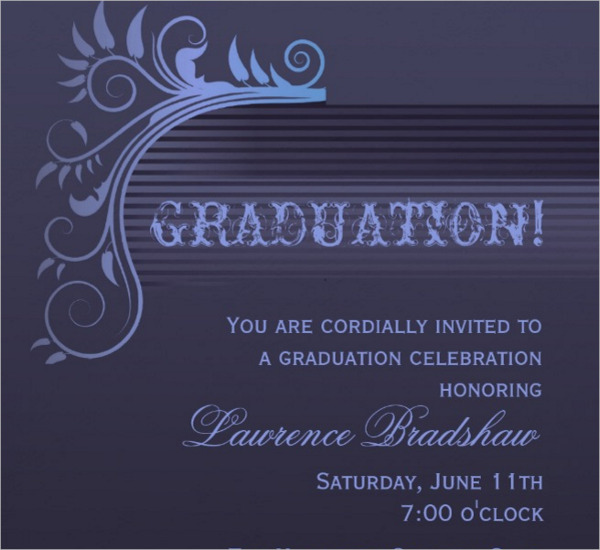 GRADUATION!
YOU ARE CORDIALLY INVITED TO
A GRADUATION CELEBRATION
HONORING
Lawrence Bradshaw
SATURDAY, JUNE 11TH
7:00 O'CLOCK